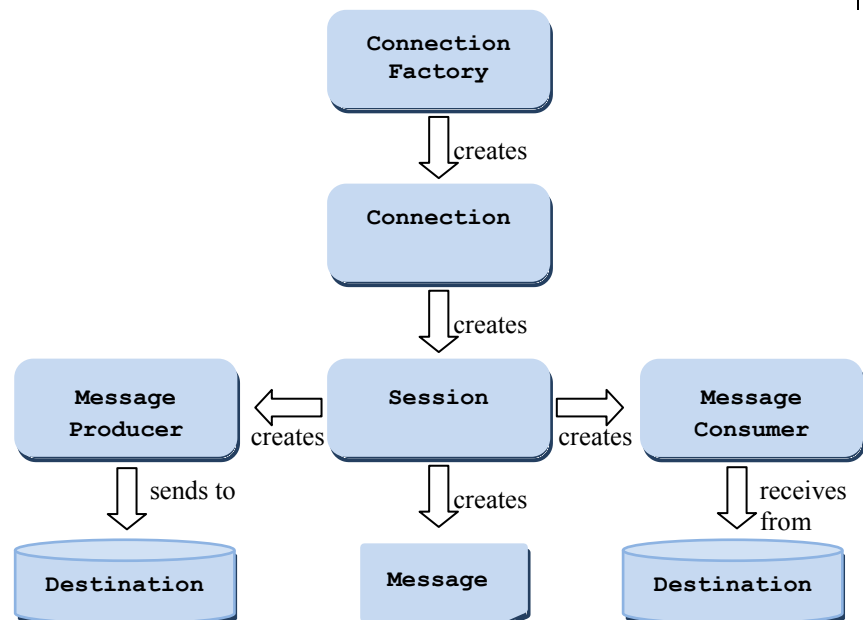 Connection
Factory
creates
Connection
creates
Message
Producer
creates
Session
creates
Message
Consumer
sends to
creates
receives
from
Destination
Message
Destination